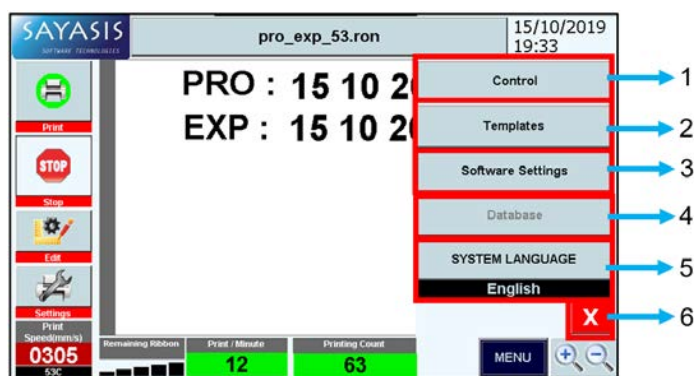 SAYASIS
SOFTWARE TECHNOLOGIES
pro_exp_53.ron
15/10/2019
19:33
PRO : 15 10 20
EXP : 15 10 20
Print
STOP
Stop
Edit
Settings
Print
Speed(mm/s)
0305
53C
Control
Templates
Software Settings
Database
SYSTEM LANGUAGE
English
X
1
2
3
4
5
6
Remaining Ribbon
Print / Minute
12
Printing Count
63
MENU